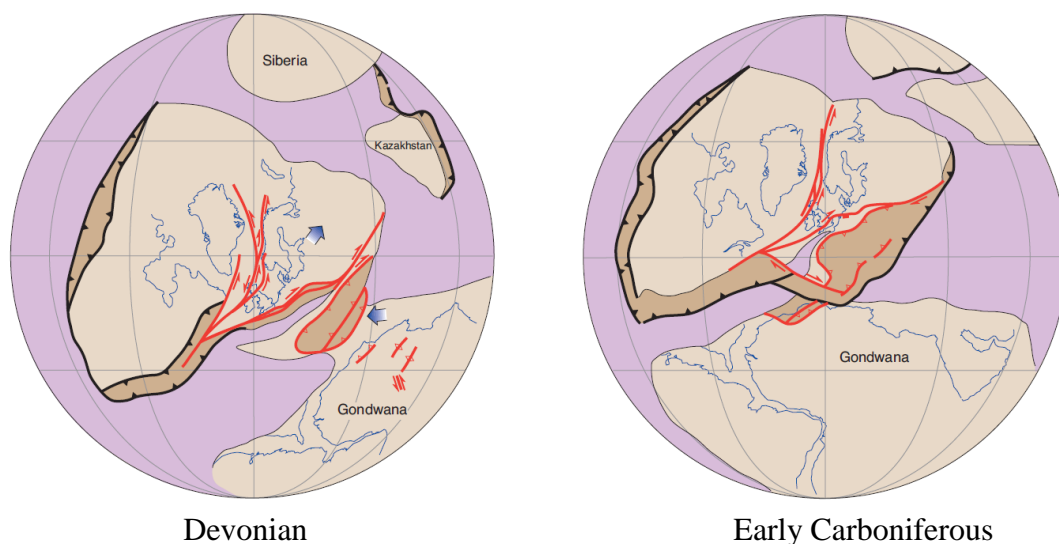 Siberia
Kazakhstan
Gondwana
Gondwana
Devonian
Early Carboniferous